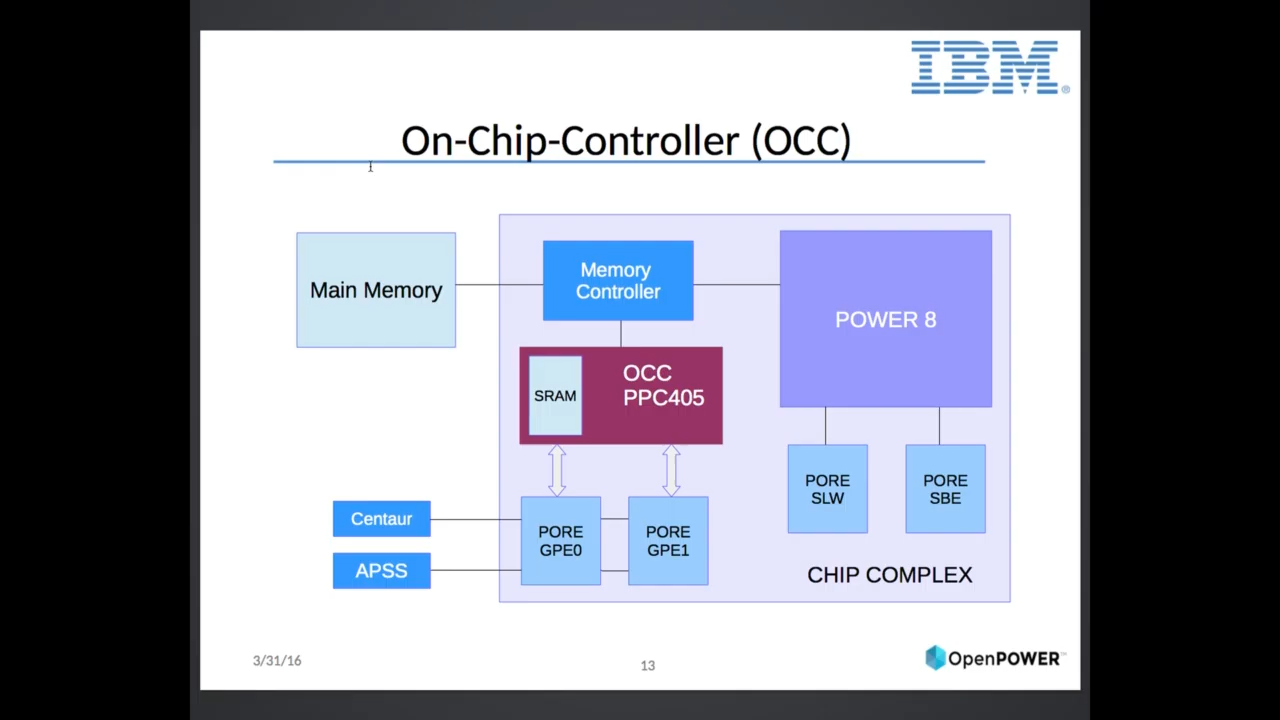 IBM®
On-Chip-Controller (OCC)
Main Memory
Memory
Controller
POWER 8
SRAM
OCC
PPC405
PORE
SLW
PORE
SBE
Centaur
APSS
PORE
GPE0
PORE
GPE1
CHIP COMPLEX
3/31/16
13
OpenPOWER™